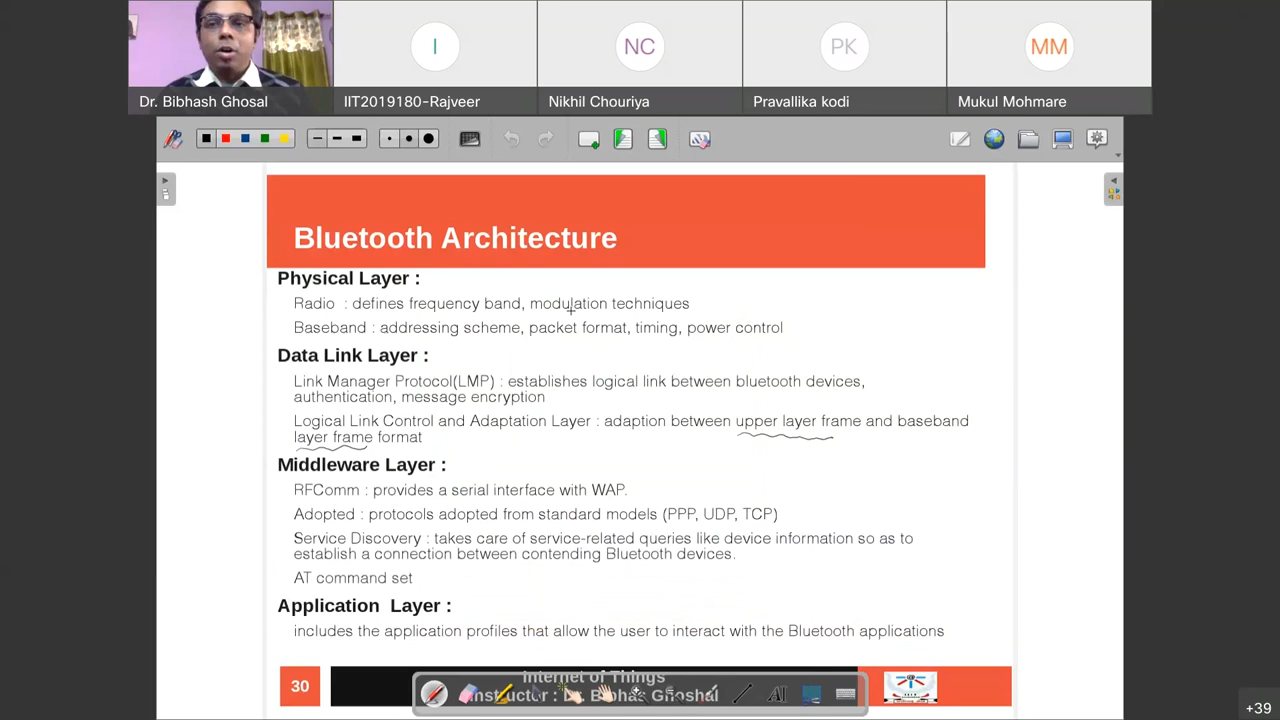 I
NC
PK
MM
Dr. Bibhash Ghosal
IIT2019180-Rajveer
Nikhil Chouriya
Pravallika kodi
Mukul Mohmare
Bluetooth Architecture
Physical Layer :
Radio : defines frequency band, modulation techniques
Baseband : addressing scheme, packet format, timing, power control
Data Link Layer :
Link Manager Protocol(LMP) : establishes logical link between bluetooth devices,
authentication, message encryption
Logical Link Control and Adaptation Layer : adaption between upper layer frame and baseband
layer frame format
Middleware Layer :
RFComm : provides a serial interface with WAP.
Adopted : protocols adopted from standard models (PPP, UDP, TCP)
Service Discovery : takes care of service-related queries like device information so as to
establish a connection between contending Bluetooth devices.
AT command set
Application Layer :
includes the application profiles that allow the user to interact with the Bluetooth applications
30
Internet of Things
Instructor : Dr. Bibhas Ghoshal
AI
+39